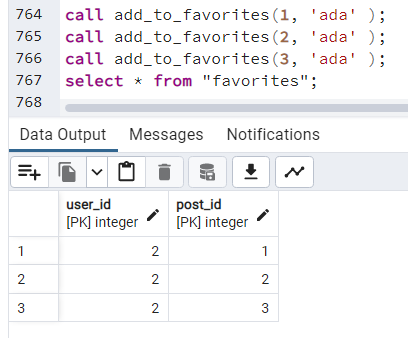 764 call add_to_favorites(1, 'ada' );
765 call add_to_favorites(2, 'ada' );
766 call add_to_favorites(3, 'ada' );
767 select * from "favorites";
768
Data Output Messages Notifications
user_id post_id
[PK] integer [PK] integer
1 2 1
2 2 2
3 2 3